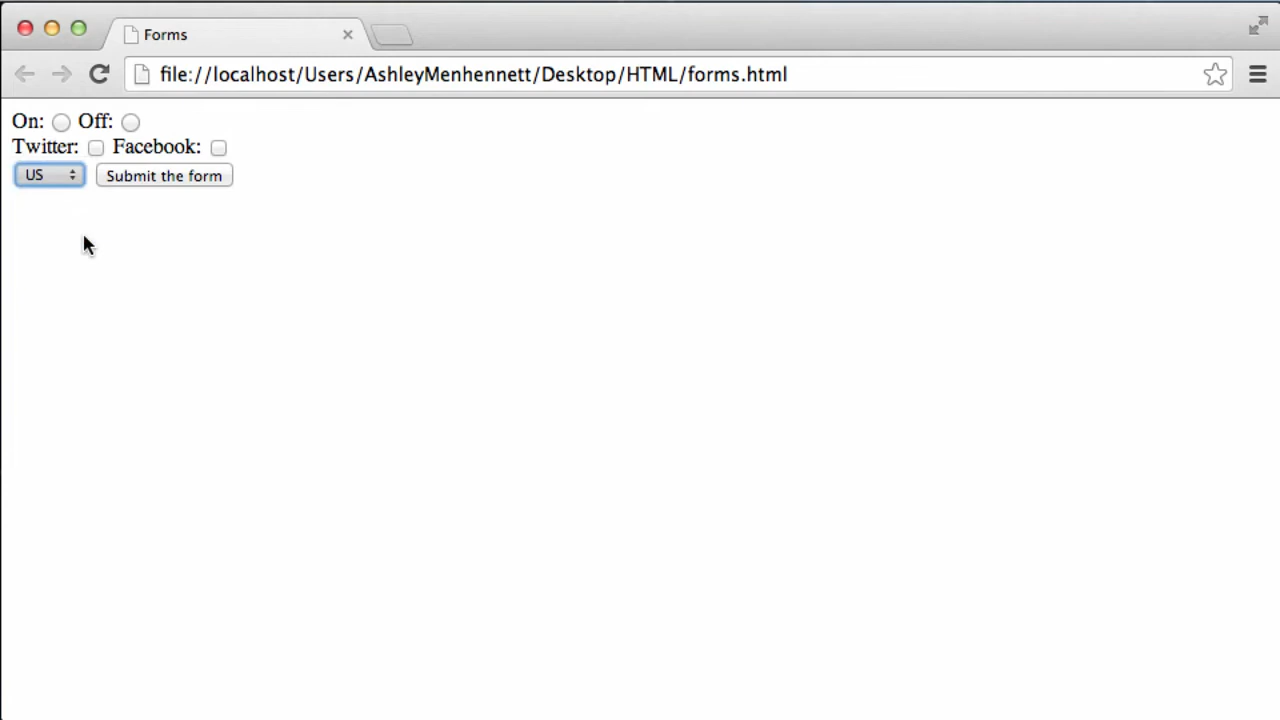 Forms
file://localhost/Users/AshleyMenhennett/Desktop/HTML/forms.html
On: Off:
Twitter: Facebook:
US Submit the form